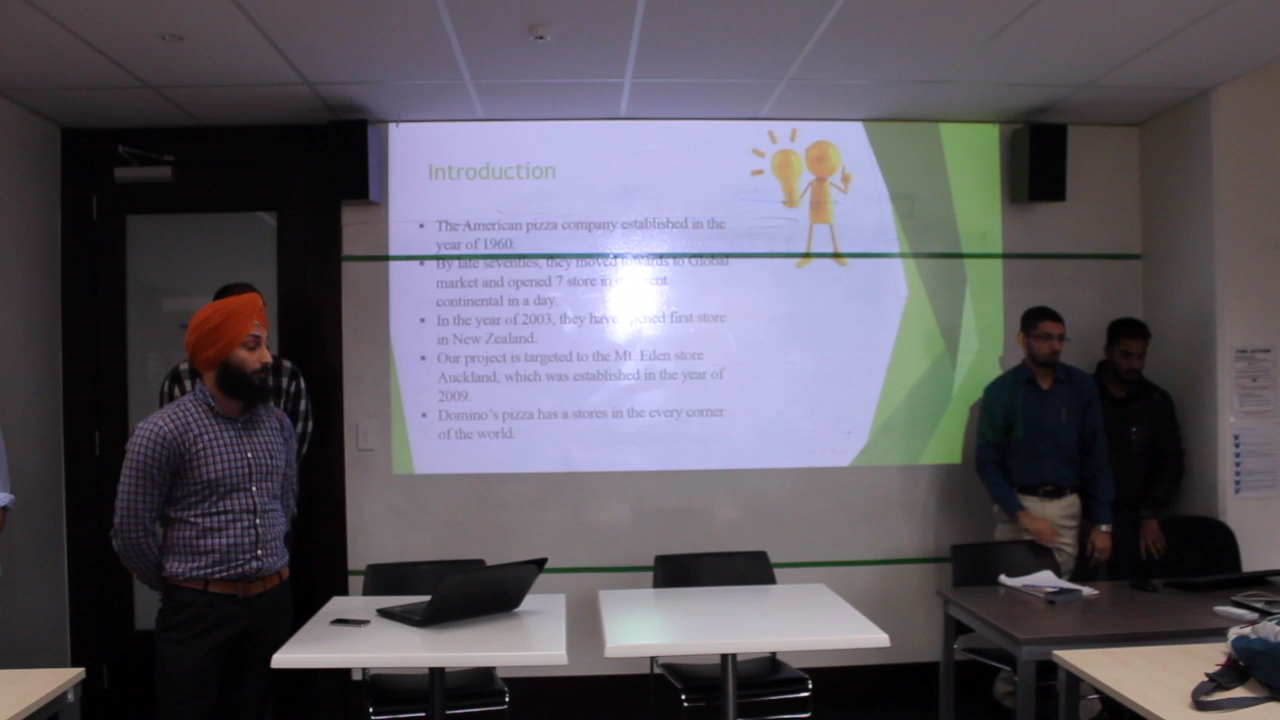 Introduction
▪ The American pizza company established in the
year of 1960.
▪ By late seventies, they moved towards to Global
market and opened 7 store in
continental in a day.
▪ In the year of 2003, they have opened first store
in New Zealand.
▪ Our project is targeted to the Mt. Eden store
Auckland, which was established in the year of
2009.
▪ Domino's pizza has a stores in the every corner
of the world.